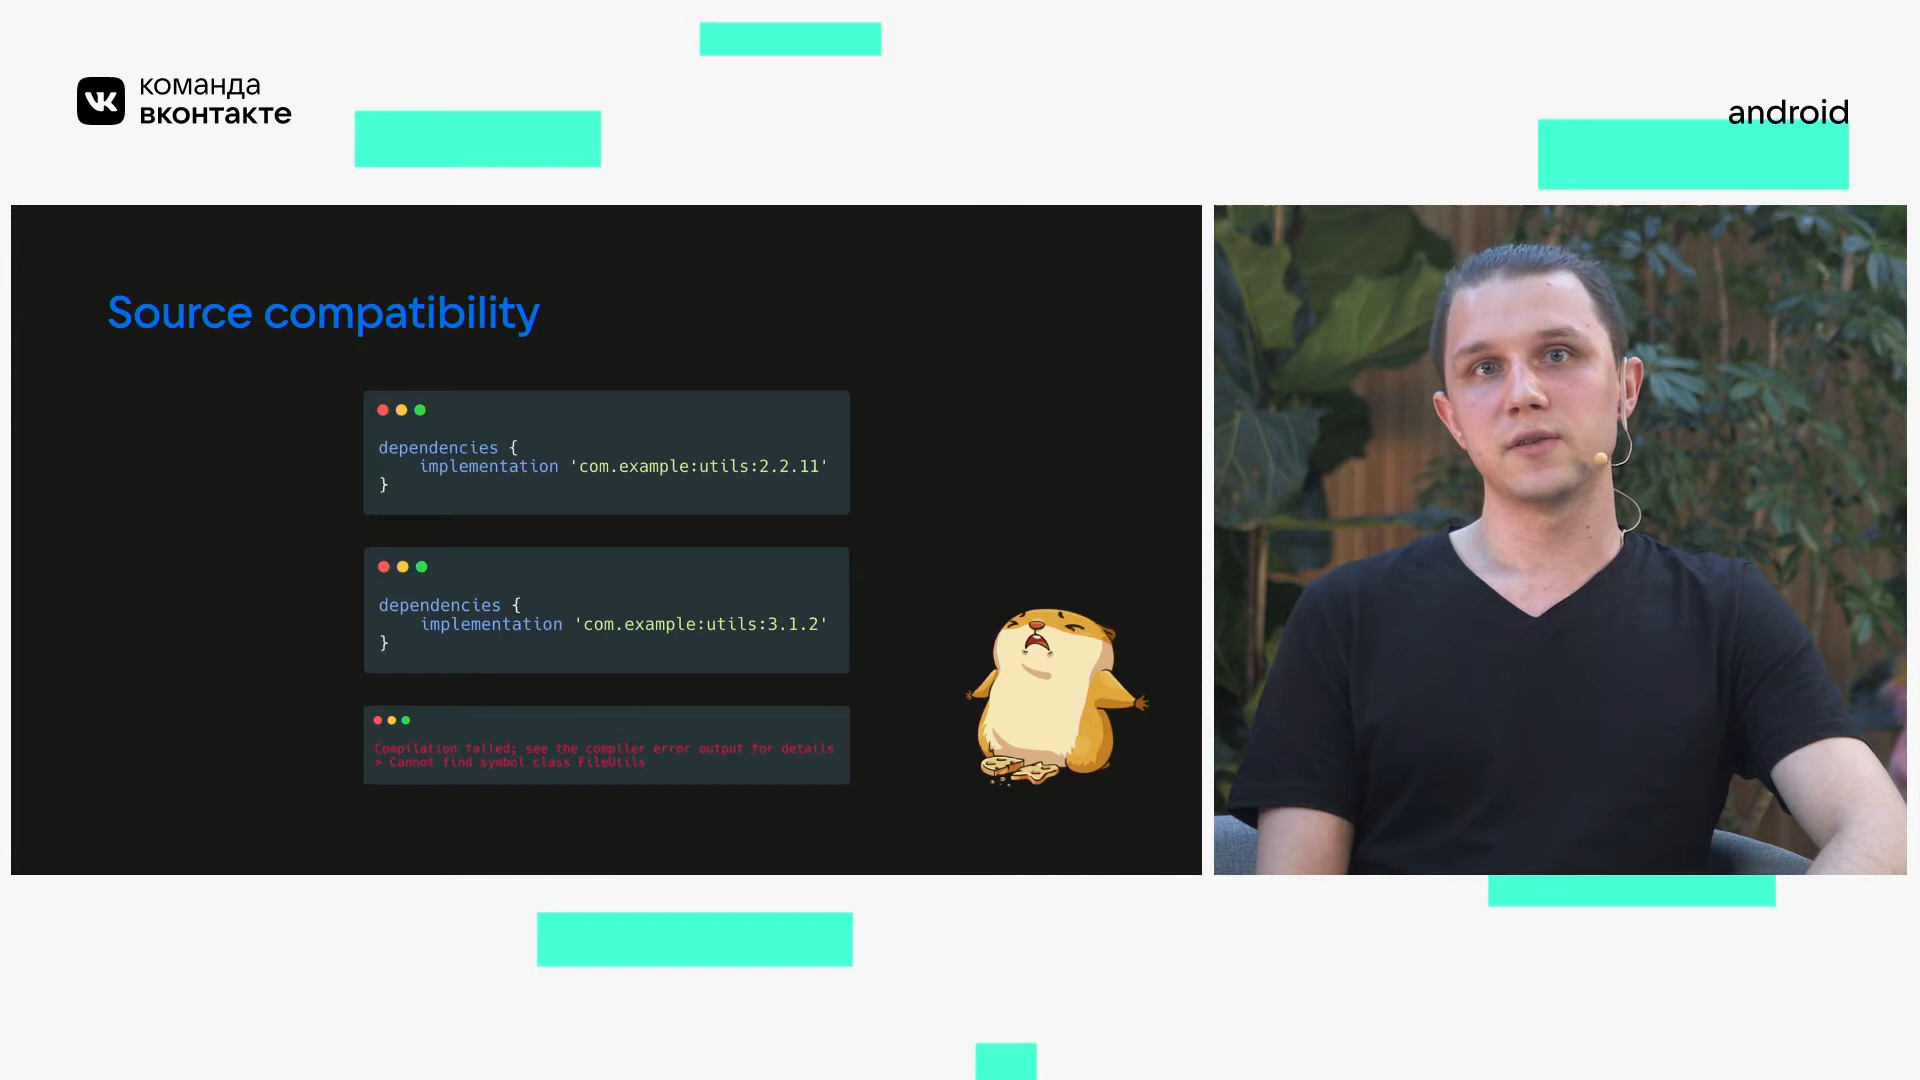 команда
вконтакте
android
Source compatibility
dependencies {
    implementation 'com.example:utils:2.2.11'
}
dependencies {
    implementation 'com.example:utils:3.1.2'
}
Compilation failed; see the compiler error output for details
> Cannot find symbol class FileUtils